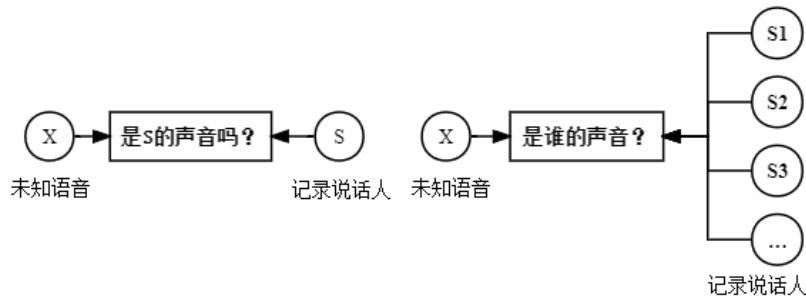 X
是S的声音吗？
S
未知语音
记录说话人
X
是谁的声音？
S1
S2
S3
...
未知语音
记录说话人